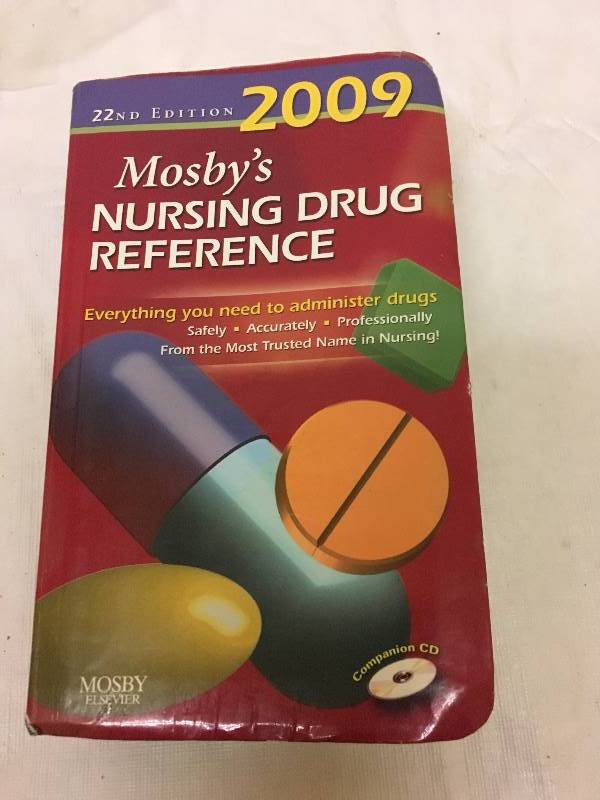 22ND EDITION 2009
Mosby's
NURSING DRUG
REFERENCE
Everything you need to administer drugs
Safely ▪ Accurately ▪ Professionally
From the Most Trusted Name in Nursing!
Companion CD
MOSBY
ELSEVIER